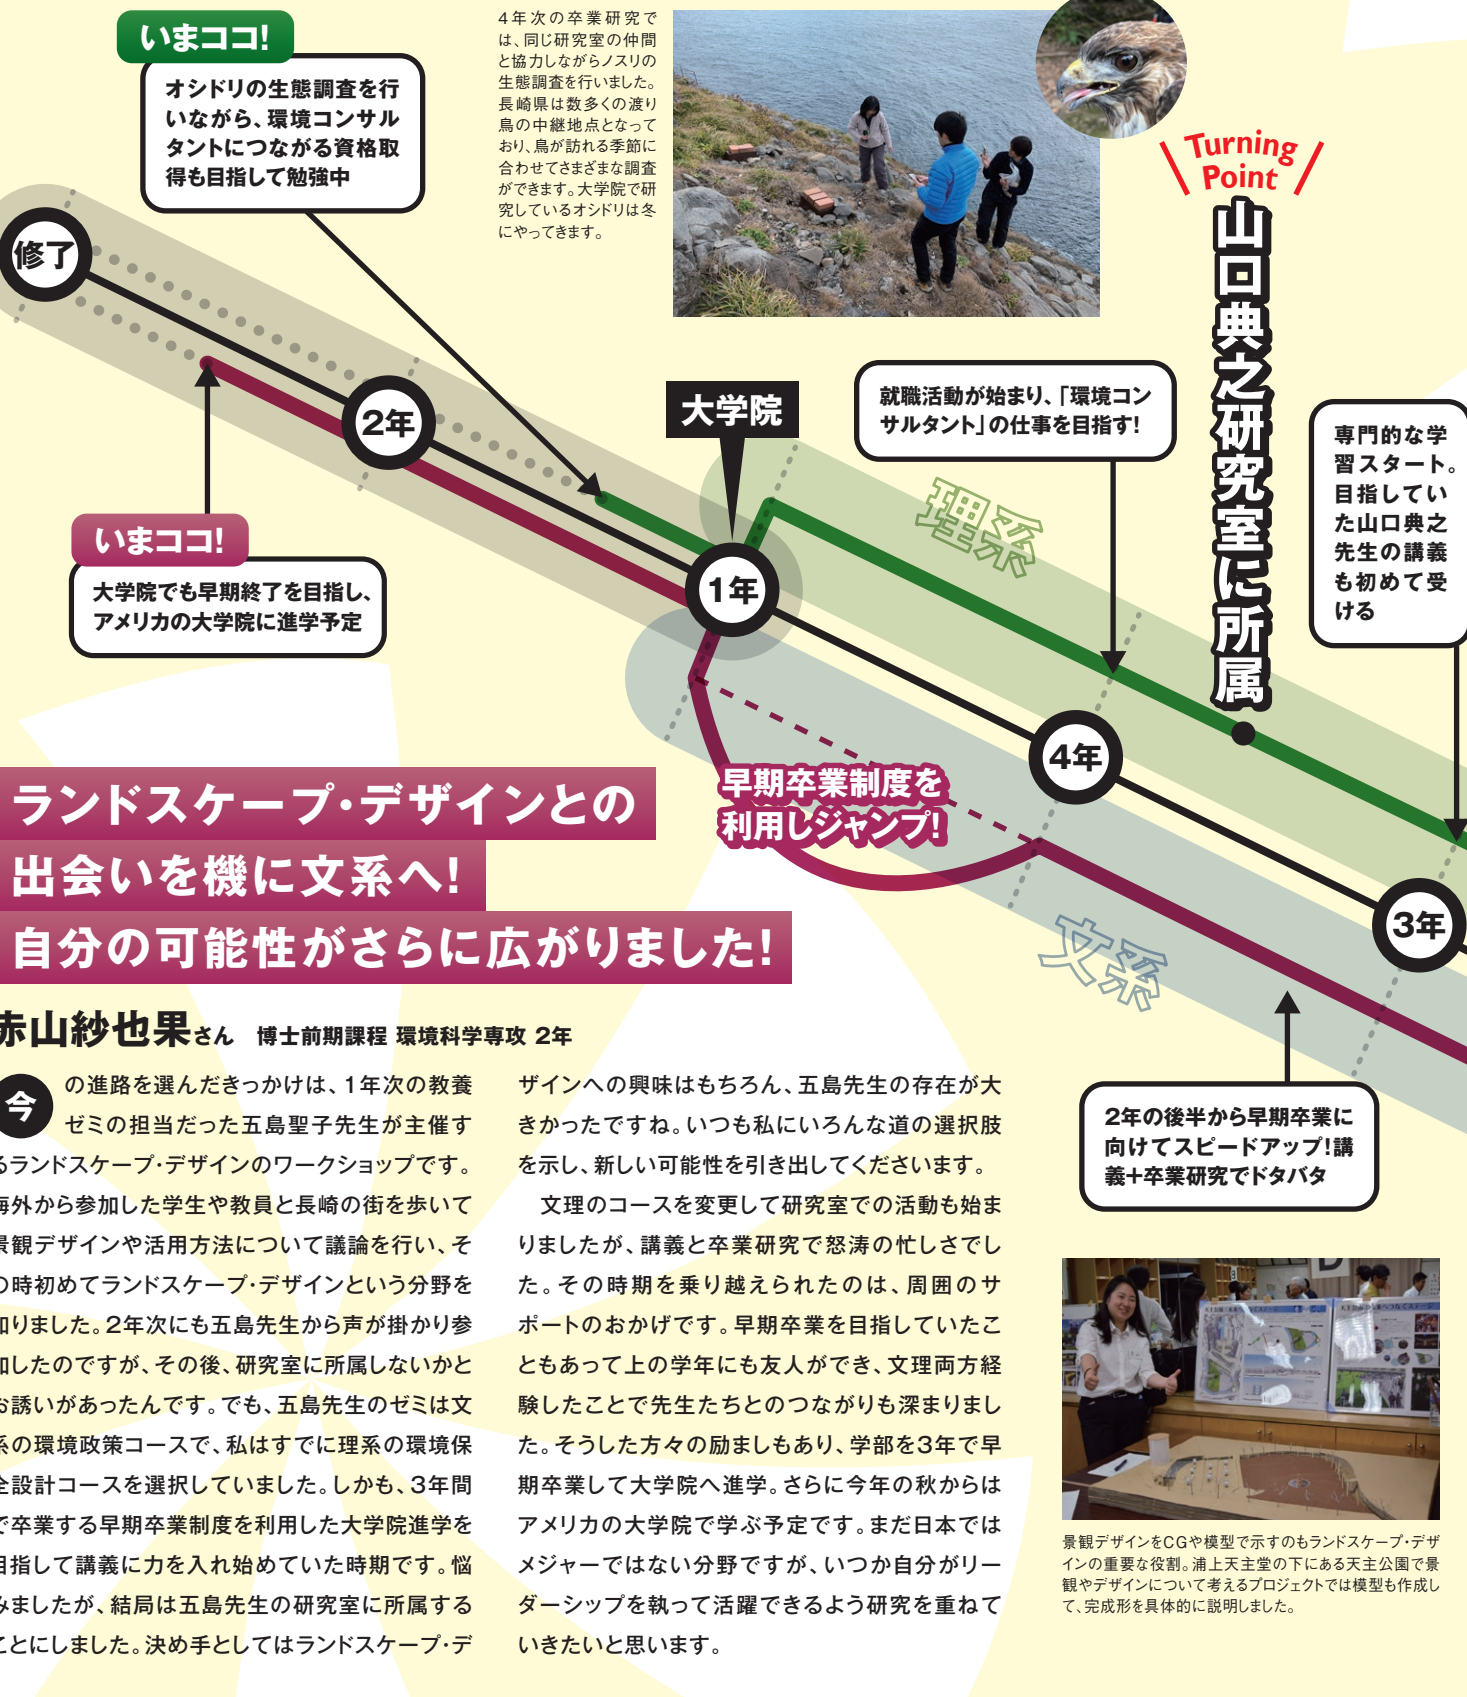 いまココ!
オシドリの生態調査を行
いながら、環境コンサル
タントにつながる資格取
得も目指して勉強中
4年次の卒業研究で
は、同じ研究室の仲間
と協力しながらノスリの
生態調査を行いました。
長崎県は数多くの渡り
鳥の中継地点となって
おり、鳥が訪れる季節に
合わせてさまざまな調査
ができます。大学院で研
究しているオシドリは冬
にやってきます。
Turning
Point
山口典之研究室に所属
修了
2年
大学院
1年
就職活動が始まり、「環境コン
サルタント」の仕事を目指す!
専門的な学
習スタート。
目指してい
た山口典之
先生の講義
も初めて受
ける
理系
いまココ!
大学院でも早期終了を目指し、
アメリカの大学院に進学予定
4年
早期卒業制度を
利用しジャンプ!
3年
文系
2年の後半から早期卒業に
向けてスピードアップ!講
義+卒業研究でドタバタ
ランドスケープ・デザインとの
出会いを機に文系へ!
自分の可能性がさらに広がりました!
赤山紗也果さん 博士前期課程 環境科学専攻 2年
今の進路を選んだきっかけは、1年次の教養
ゼミの担当だった五島聖子先生が主催す
るランドスケープ・デザインのワークショップです。
海外から参加した学生や教員と長崎の街を歩いて
景観デザインや活用方法について議論を行い、そ
の時初めてランドスケープ・デザインという分野を
知りました。2年次にも五島先生から声が掛かり参
加したのですが、その後、研究室に所属しないかと
お誘いがあったんです。でも、五島先生のゼミは文
系の環境政策コースで、私はすでに理系の環境保
全設計コースを選択していました。しかも、3年間
で卒業する早期卒業制度を利用した大学院進学を
目指して講義に力を入れ始めていた時期です。悩
みましたが、結局は五島先生の研究室に所属する
ことにしました。決め手としてはランドスケープ・デ
ザインへの興味はもちろん、五島先生の存在が大
きかったですね。いつも私にいろんな道の選択肢
を示し、新しい可能性を引き出してくださいます。
文理のコースを変更して研究室での活動も始ま
りましたが、講義と卒業研究で怒涛の忙しさでし
た。その時期を乗り越えられたのは、周囲のサ
ポートのおかげです。早期卒業を目指していたこ
ともあって上の学年にも友人ができ、文理両方経
験したことで先生たちとのつながりも深まりまし
た。そうした方々の励ましもあり、学部を3年で早
期卒業して大学院へ進学。さらに今年の秋からは
アメリカの大学院で学ぶ予定です。まだ日本では
メジャーではない分野ですが、いつか自分がリー
ダーシップを執って活躍できるよう研究を重ねて
いきたいと思います。
景観デザインをCGや模型で示すのもランドスケープ・デザ
インの重要な役割。浦上天主堂の下にある天主公園で景
観やデザインについて考えるプロジェクトでは模型も作成し
て、完成形を具体的に説明しました。